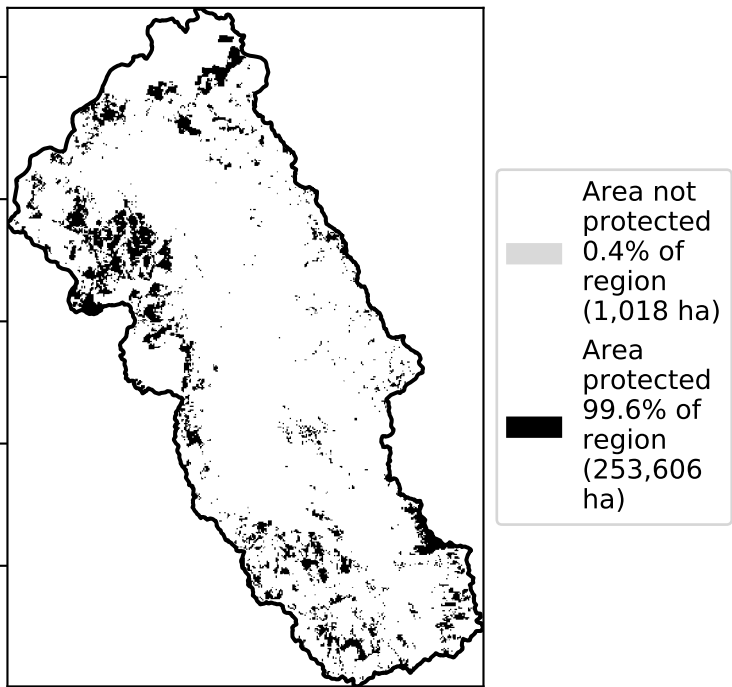 Area not
protected
0.4% of
region
(1,018 ha)
Area
protected
99.6% of
region
(253,606
ha)